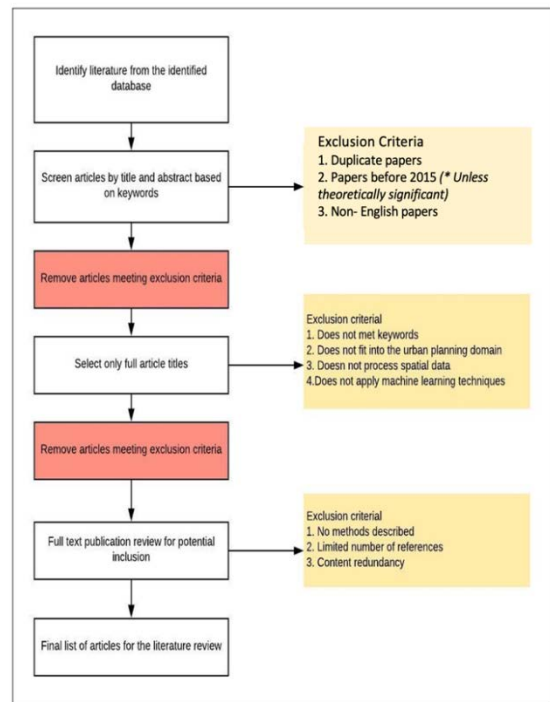 Identify literature from the identified
database
Screen articles by title and abstract based
on keywords
Exclusion Criteria
1. Duplicate papers
2. Papers before 2015 (* Unless
theoretically significant)
3. Non- English papers
Remove articles meeting exclusion criteria
Select only full article titles
Exclusion criterial
1. Does not met keywords
2. Does not fit into the urban planning domain
3. Doesn not process spatial data
4.Does not apply machine learning techniques
Remove articles meeting exclusion criteria
Full text publication review for potential
inclusion
Exclusion criterial
1. No methods described
2. Limited number of references
3. Content redundancy
Final list of articles for the literature review